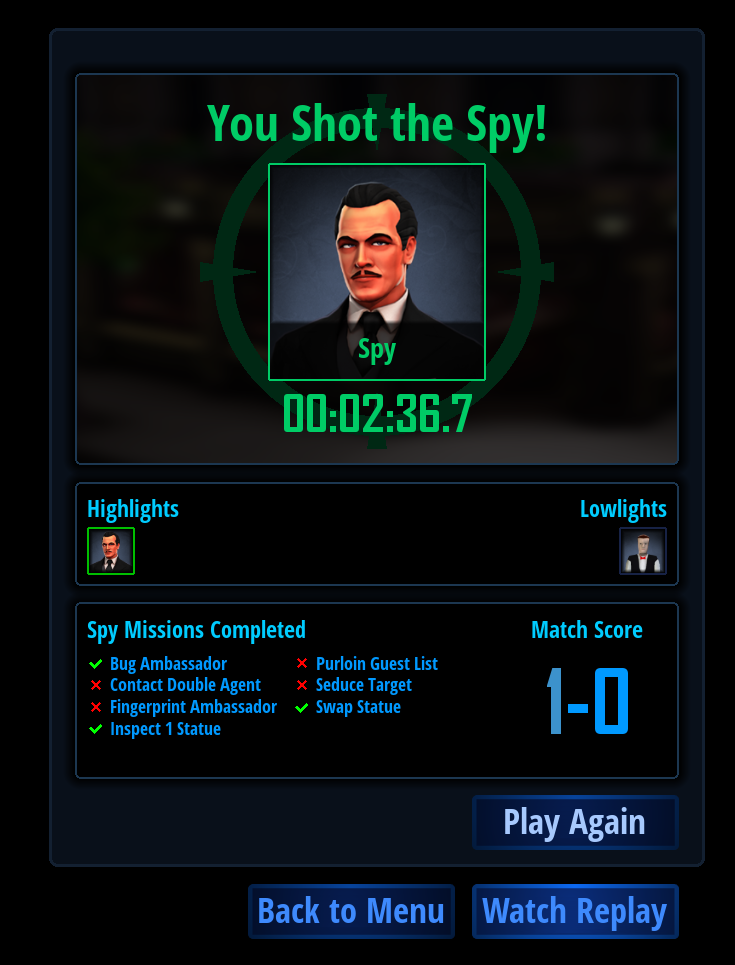 You Shot the Spy!
Spy
00:02:36.7
Highlights
Lowlights
Spy Missions Completed
Bug Ambassador
Contact Double Agent
Fingerprint Ambassador
Inspect 1 Statue
Purloin Guest List
Seduce Target
Swap Statue
Match Score
1-0
Play Again
Back to Menu
Watch Replay